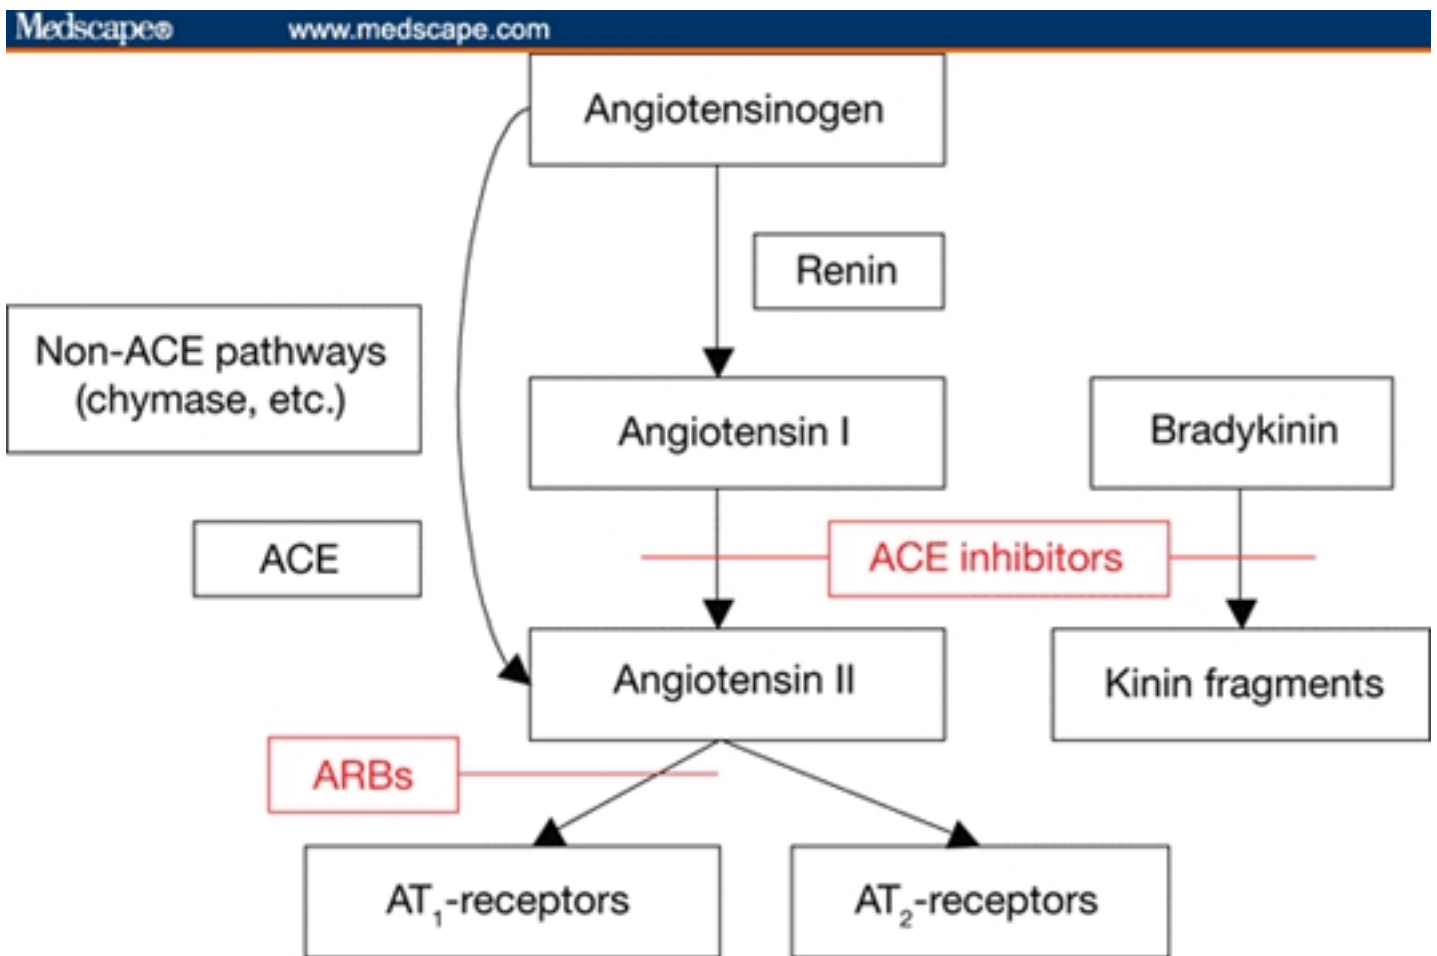 Medscape® www.medscape.com
Angiotensinogen
Renin
Non-ACE pathways
(chymase, etc.)
Angiotensin I
Bradykinin
ACE
ACE inhibitors
Angiotensin II
Kinin fragments
ARBs
AT₁-receptors
AT₂-receptors